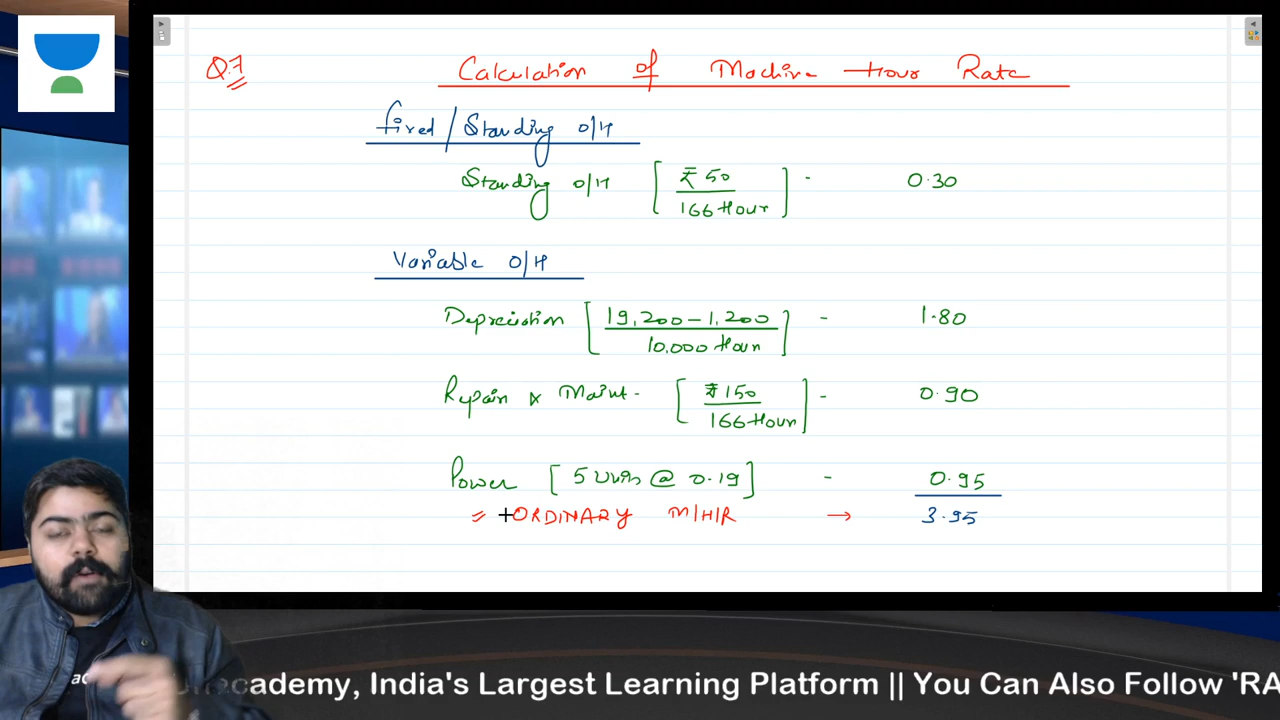 Q.7 Calculation of Machine Hour Rate
Fixed / Standing O/H
Standing O/H [₹50 / 166 Hour] - 0.30
Variable O/H
Depreciation [19,200 - 1,200 / 10,000 Hour] - 1.80
Repair & Maint. [₹150 / 166 Hour] - 0.90
Power [5 Units @ 0.19] - 0.95
= ORDINARY M/H/R → 3.95
academy, India's Largest Learning Platform || You Can Also Follow 'RA